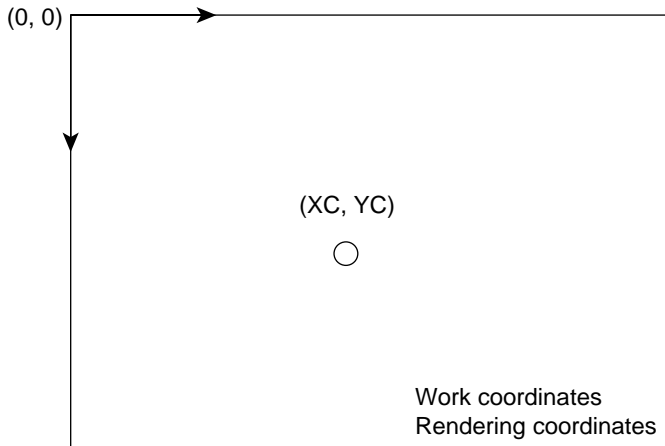 (0, 0)
(XC, YC)
Work coordinates
Rendering coordinates